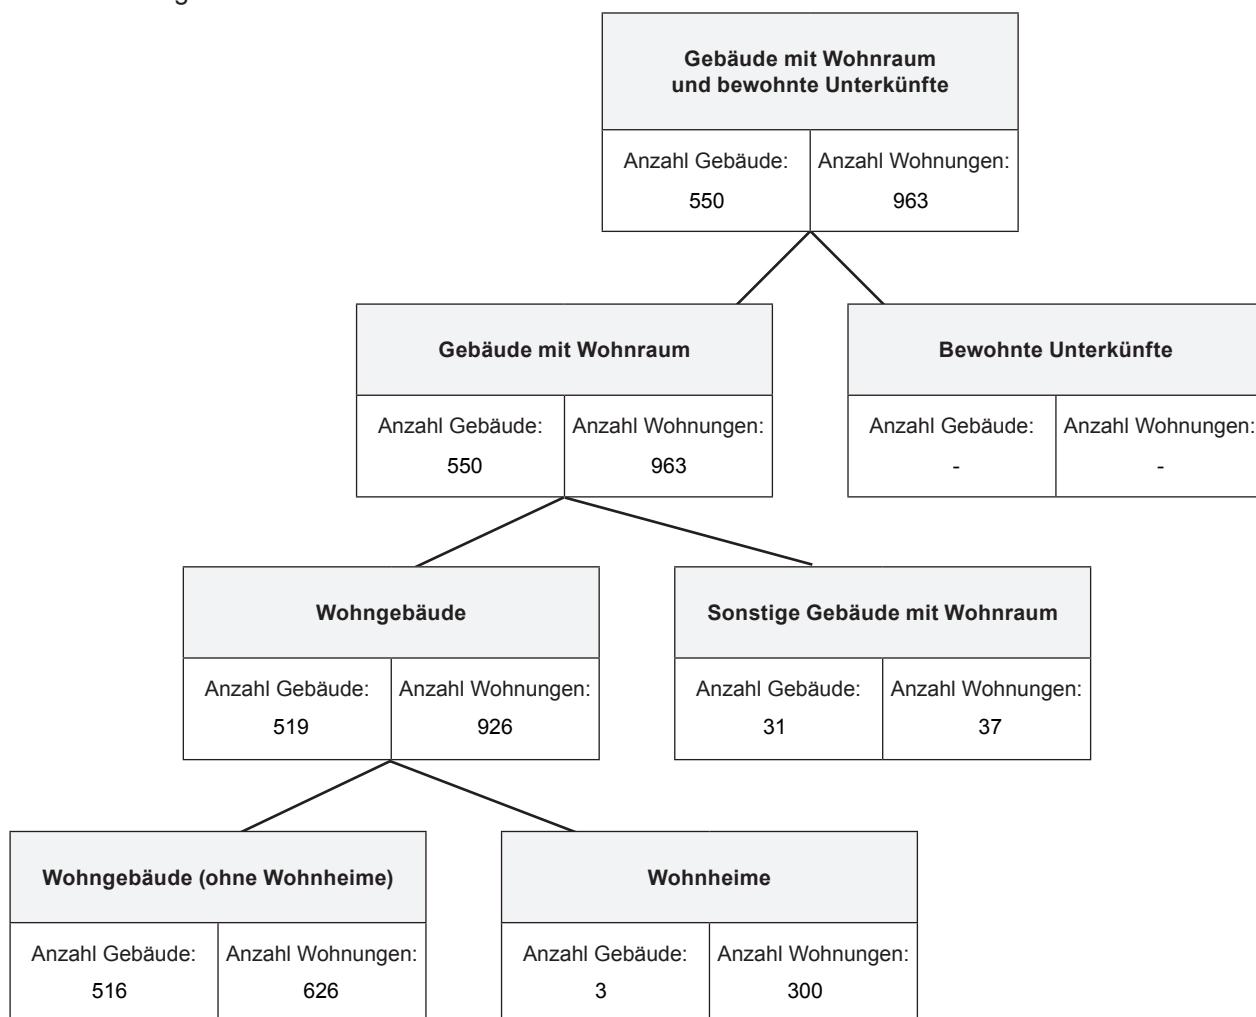 Gebäude mit Wohnraum
und bewohnte Unterkünfte
Anzahl Gebäude: Anzahl Wohnungen:
550 963
Gebäude mit Wohnraum
Anzahl Gebäude: Anzahl Wohnungen:
550 963
Bewohnte Unterkünfte
Anzahl Gebäude: Anzahl Wohnungen:
- -
Wohngebäude
Anzahl Gebäude: Anzahl Wohnungen:
519 926
Sonstige Gebäude mit Wohnraum
Anzahl Gebäude: Anzahl Wohnungen:
31 37
Wohngebäude (ohne Wohnheime)
Anzahl Gebäude: Anzahl Wohnungen:
516 626
Wohnheime
Anzahl Gebäude: Anzahl Wohnungen:
3 300